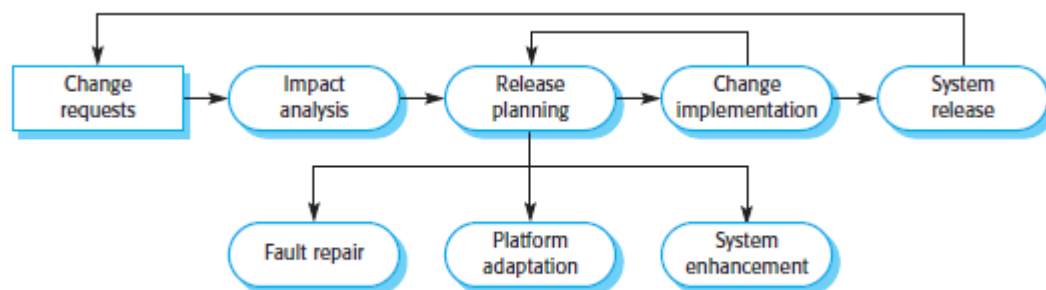 Change
requests
Impact
analysis
Release
planning
Change
implementation
System
release
Fault repair
Platform
adaptation
System
enhancement